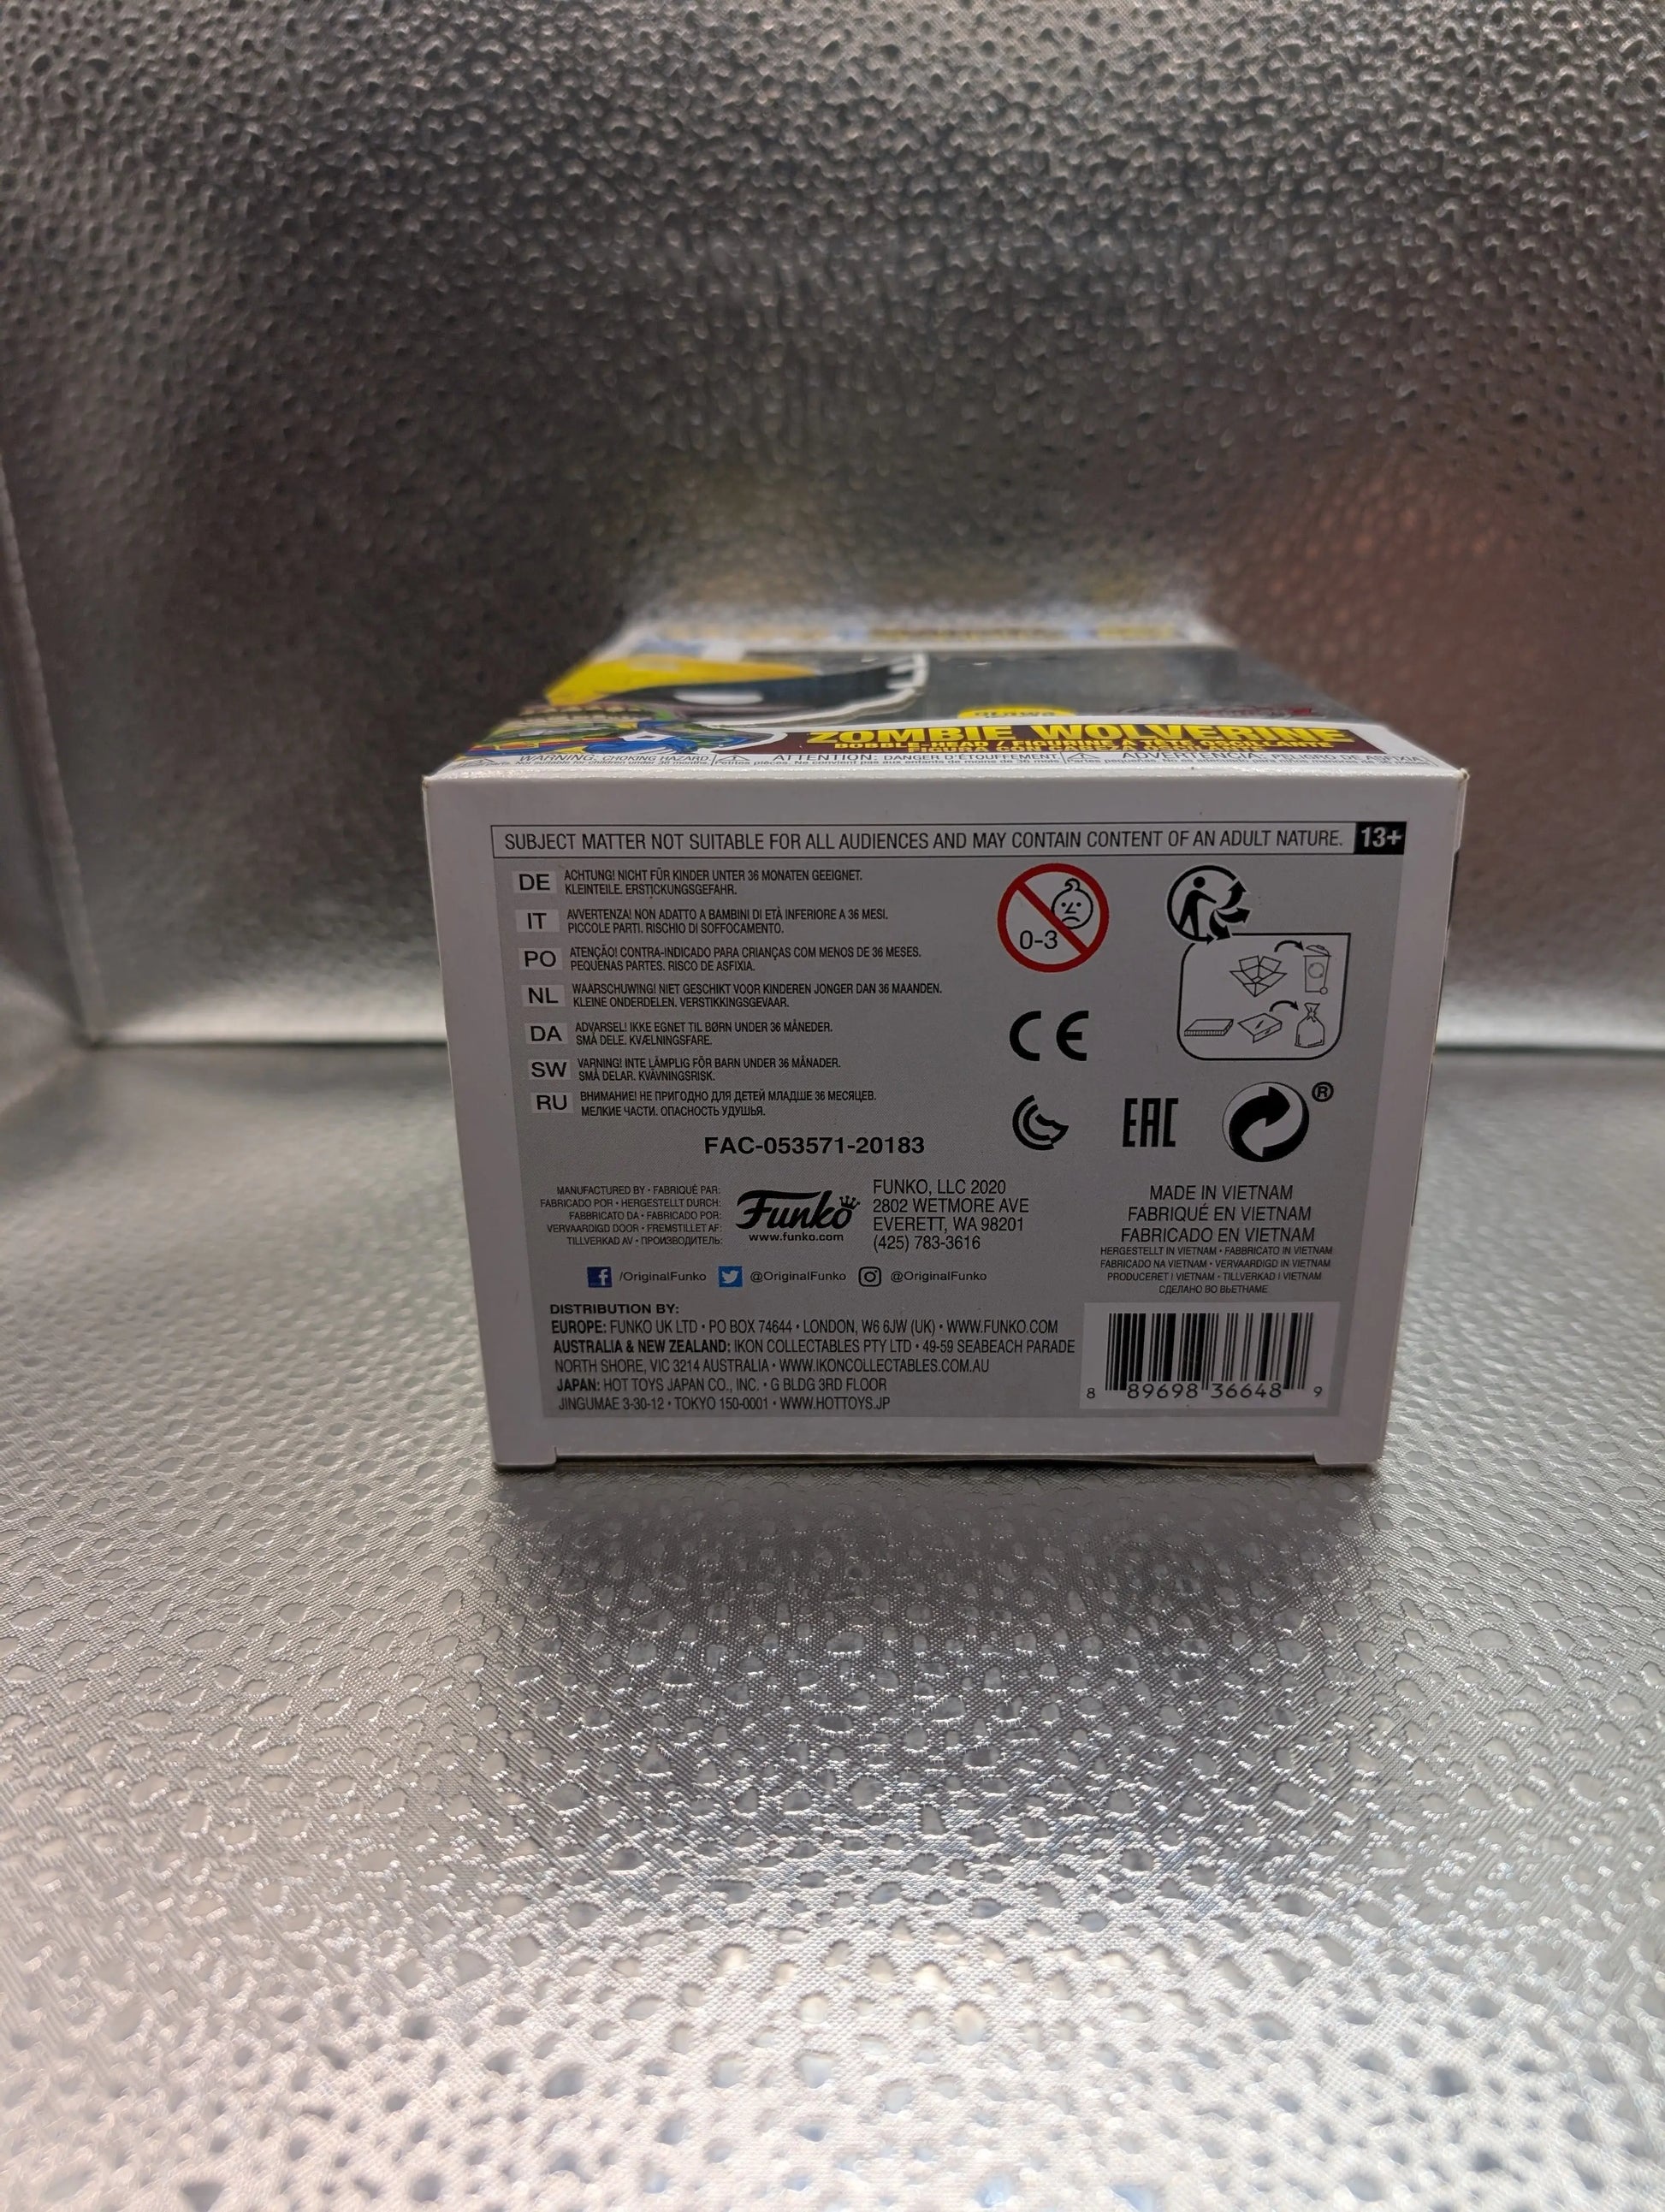 ZOMBIE WOLVERINE
BOBBLE-HEAD / FIGURINE À TÊTE OSCILLANTE
FIGURA CON CABEZA OSCILANTE
WARNING: CHOKING HAZARD. ATTENTION: DANGER D'ÉTOUFFEMENT ADVERTENCIA: PELIGRO DE ASFIXIA
SUBJECT MATTER NOT SUITABLE FOR ALL AUDIENCES AND MAY CONTAIN CONTENT OF AN ADULT NATURE. 13+
DE ACHTUNG! NICHT FÜR KINDER UNTER 36 MONATEN GEEIGNET.
KLEINTEILE. ERSTICKUNGSGEFAHR.
IT AVVERTENZA! NON ADATTO A BAMBINI DI ETÀ INFERIORE A 36 MESI.
PICCOLE PARTI. RISCHIO DI SOFFOCAMENTO.
PO ATENÇÃO! CONTRA-INDICADO PARA CRIANÇAS COM MENOS DE 36 MESES.
PEQUENAS PARTES. RISCO DE ASFIXIA.
NL WAARSCHUWING! NIET GESCHIKT VOOR KINDEREN JONGER DAN 36 MAANDEN.
KLEINE ONDERDELEN. VERSTIKKINGSGEVAAR.
DA ADVARSEL! IKKE EGNET TIL BØRN UNDER 36 MÅNEDER.
SMÅ DELE. KVÆLNINGSFARE.
SW VARNING! INTE LÄMPLIG FÖR BARN UNDER 36 MÅNADER.
SMÅ DELAR. KVÄVNINGSRISK.
RU ВНИМАНИЕ! НЕ ПРИГОДНО ДЛЯ ДЕТЕЙ МЛАДШЕ 36 МЕСЯЦЕВ.
МЕЛКИЕ ЧАСТИ. ОПАСНОСТЬ УДУШЬЯ.
0-3
CE
EAC
®
FAC-053571-20183
MANUFACTURED BY • FABRIQUÉ PAR:
FABRICADO POR • HERGESTELLT DURCH:
FABBRICATO DA • FABRICADO POR:
VERVAARDIGD DOOR • FREMSTILLET AF:
TILLVERKAD AV • ПРОИЗВОДИТЕЛЬ:
Funko
www.funko.com
FUNKO, LLC 2020
2802 WETMORE AVE
EVERETT, WA 98201
(425) 783-3616
MADE IN VIETNAM
FABRIQUÉ EN VIETNAM
FABRICADO EN VIETNAM
HERGESTELLT IN VIETNAM • FABBRICATO IN VIETNAM
FABRICADO NA VIETNAM • VERVAARDIGD IN VIETNAM
PRODUCERET I VIETNAM • TILLVERKAD I VIETNAM
СДЕЛАНО ВО ВЬЕТНАМЕ
/OriginalFunko @OriginalFunko @OriginalFunko
DISTRIBUTION BY:
EUROPE: FUNKO UK LTD • PO BOX 74644 • LONDON, W6 6JW (UK) • WWW.FUNKO.COM
AUSTRALIA & NEW ZEALAND: IKON COLLECTABLES PTY LTD • 49-59 SEABEACH PARADE
NORTH SHORE, VIC 3214 AUSTRALIA • WWW.IKONCOLLECTABLES.COM.AU
JAPAN: HOT TOYS JAPAN CO., INC. • G BLDG 3RD FLOOR
JINGUMAE 3-30-12 • TOKYO 150-0001 • WWW.HOTTOYS.JP
8 89698 36648 9